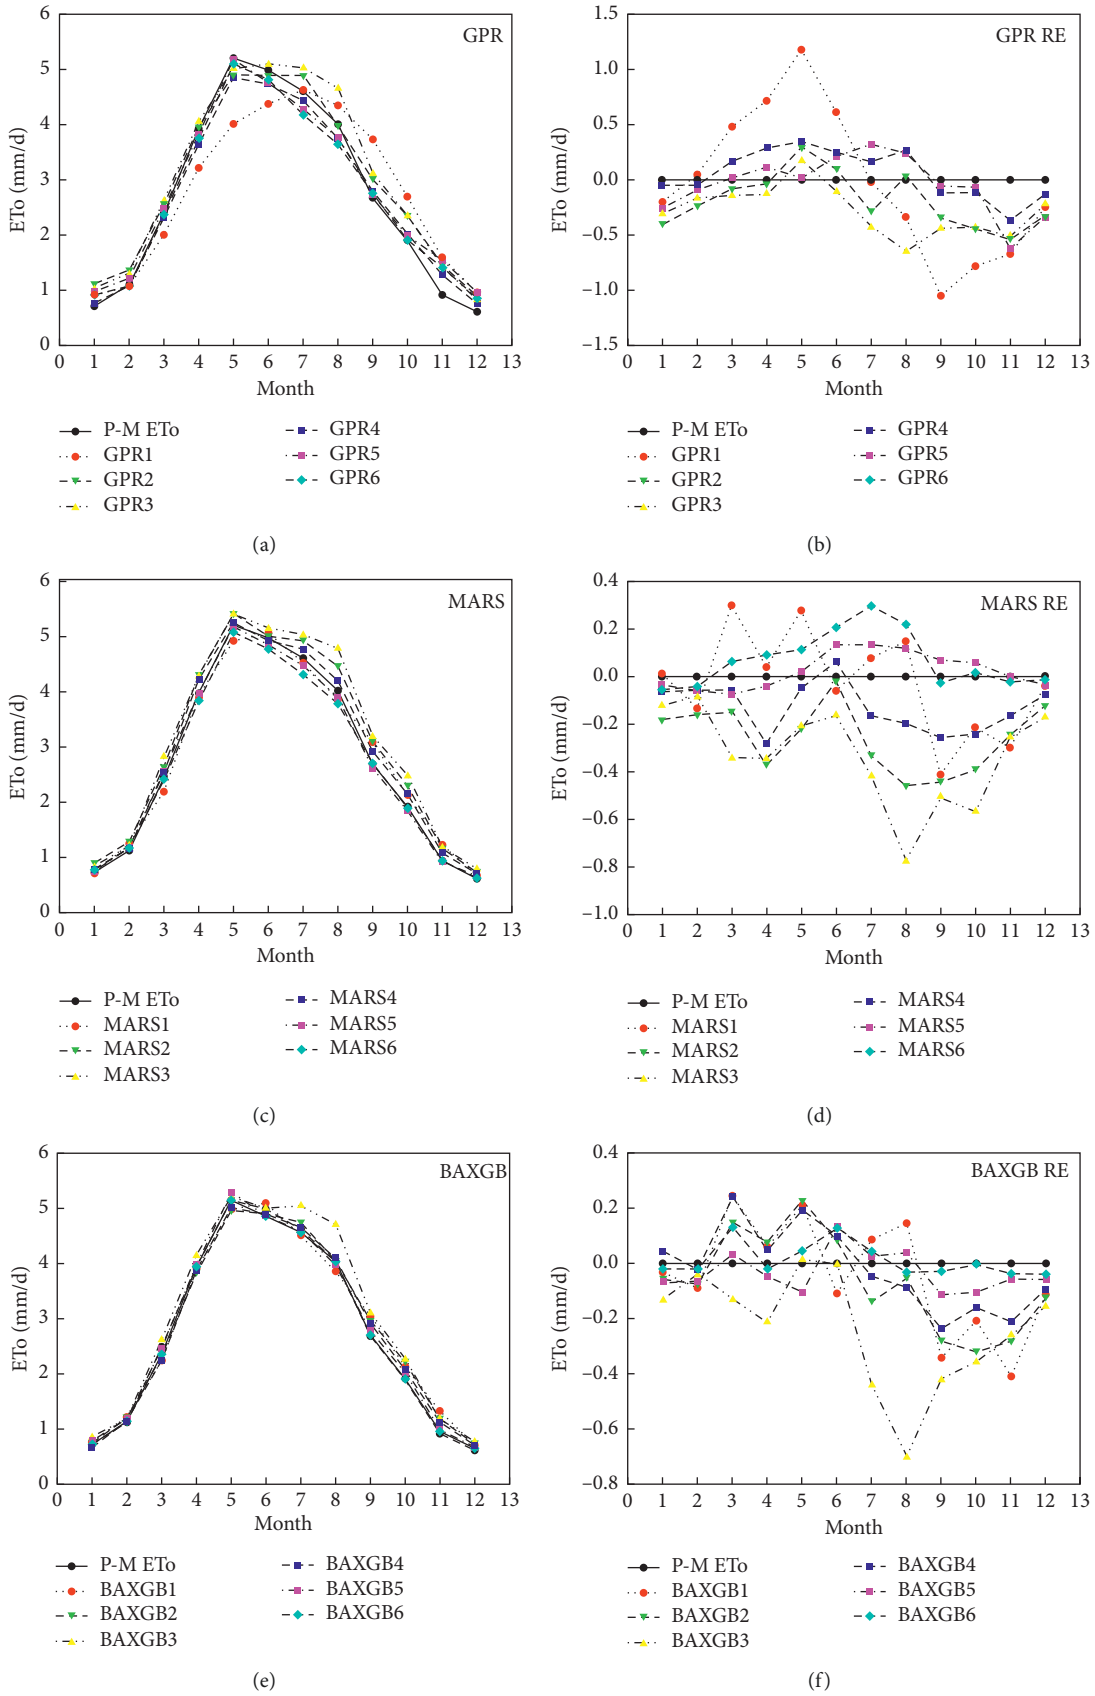 6
5
4
3
2
1
0
ETo (mm/d)
GPR
0 1 2 3 4 5 6 7 8 9 10 11 12 13
Month
P-M ETo
GPR1
GPR2
GPR3
GPR4
GPR5
GPR6
(a)
1.5
1.0
0.5
0.0
−0.5
−1.0
−1.5
ETo (mm/d)
GPR RE
0 1 2 3 4 5 6 7 8 9 10 11 12 13
Month
P-M ETo
GPR1
GPR2
GPR3
GPR4
GPR5
GPR6
(b)
6
5
4
3
2
1
0
ETo (mm/d)
MARS
0 1 2 3 4 5 6 7 8 9 10 11 12 13
Month
P-M ETo
MARS1
MARS2
MARS3
MARS4
MARS5
MARS6
(c)
0.4
0.2
0.0
−0.2
−0.4
−0.6
−0.8
−1.0
ETo (mm/d)
MARS RE
0 1 2 3 4 5 6 7 8 9 10 11 12 13
Month
P-M ETo
MARS1
MARS2
MARS3
MARS4
MARS5
MARS6
(d)
6
5
4
3
2
1
0
ETo (mm/d)
BAXGB
0 1 2 3 4 5 6 7 8 9 10 11 12 13
Month
P-M ETo
BAXGB1
BAXGB2
BAXGB3
BAXGB4
BAXGB5
BAXGB6
(e)
0.4
0.2
0.0
−0.2
−0.4
−0.6
−0.8
ETo (mm/d)
BAXGB RE
0 1 2 3 4 5 6 7 8 9 10 11 12 13
Month
P-M ETo
BAXGB1
BAXGB2
BAXGB3
BAXGB4
BAXGB5
BAXGB6
(f)